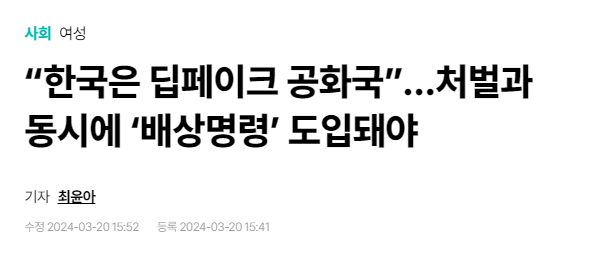 사회 여성
“한국은 딥페이크 공화국”…처벌과
동시에 ‘배상명령’ 도입돼야
기자 최윤아
수정 2024-03-20 15:52 등록 2024-03-20 15:41